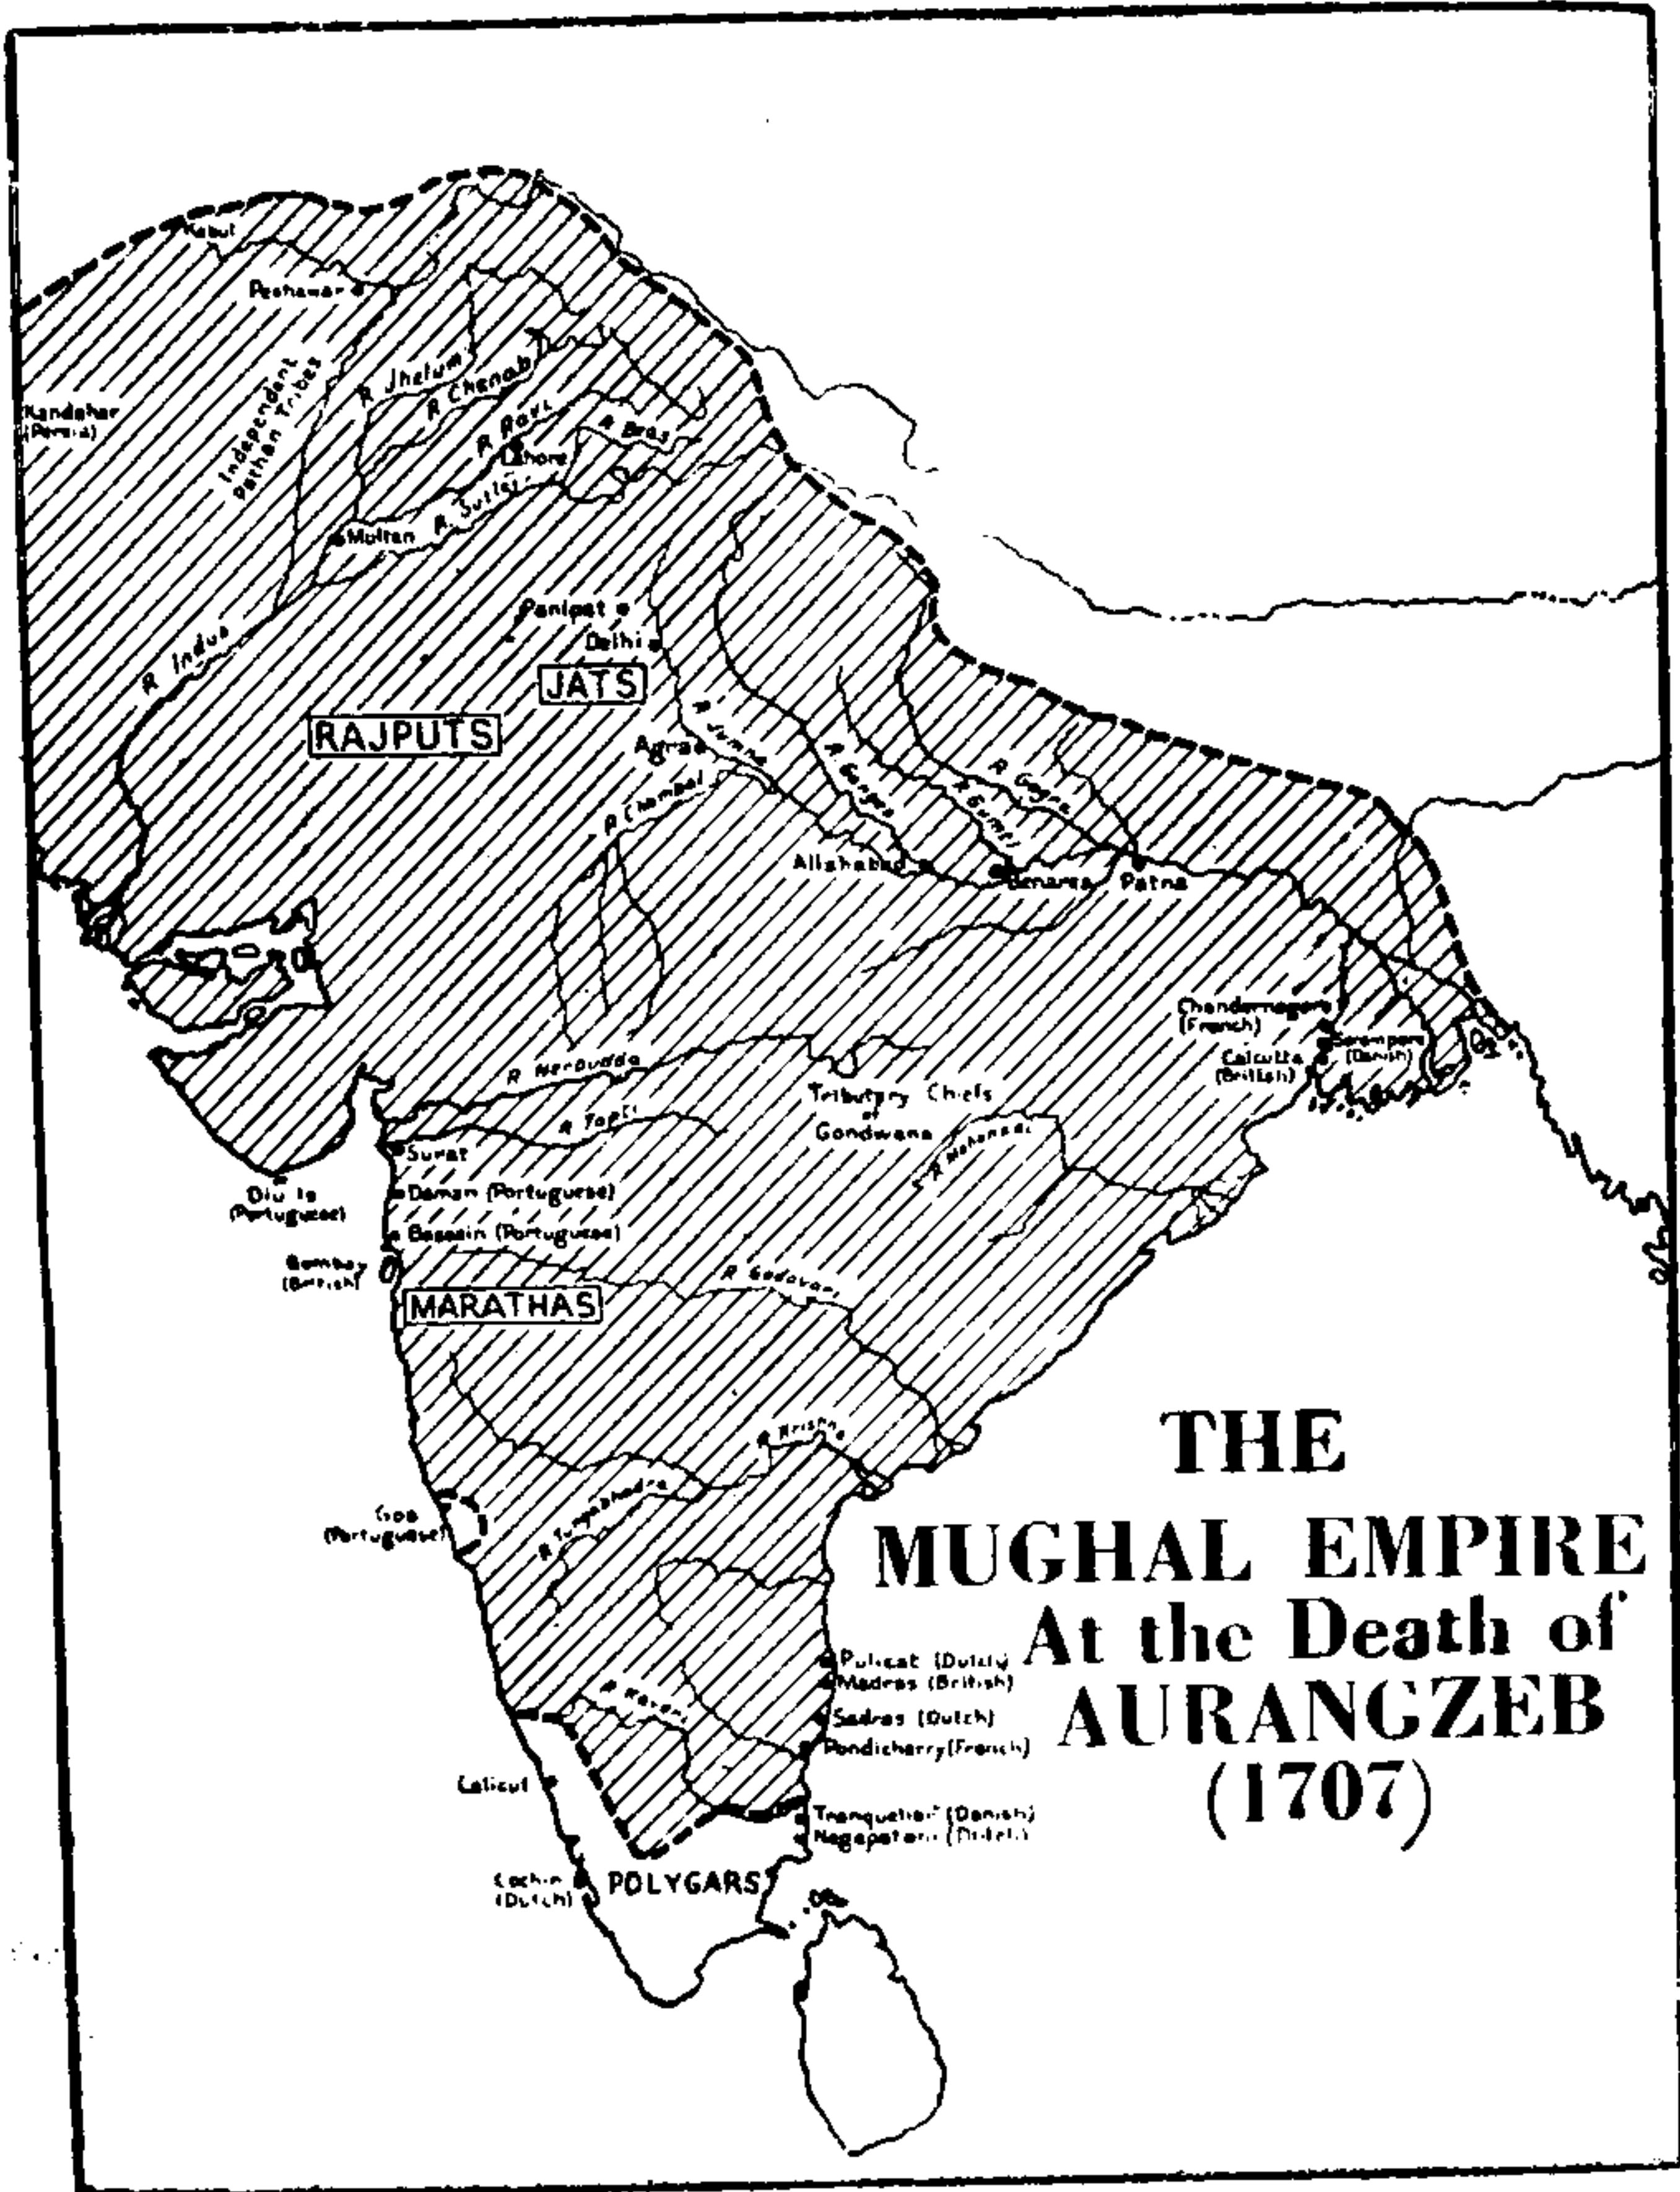 Kabul
Peshawar
Kandahar
(Persia)
Independent
Pathan Tribes
R Jhelum
R Chenab
R Ravi
R Beas
Lahore
R. Sutlej
Multan
Panipat
Delhi
R Indus
JATS
RAJPUTS
Agra
R Jumna
R Ganges
R Gumti
R Gogra
R Chambal
Allahabad
Benares
Patna
Chandernagore
(French)
Serampore
(Danish)
Calcutta
(British)
R Nerbudda
R Tapti
Tributary Chiefs
of
Gondwana
R Mahanadi
Surat
Diu Is
(Portuguese)
Daman (Portuguese)
Bassein (Portuguese)
Bombay
(British)
R Godavari
MARATHAS
R Krishna
Goa
(Portuguese)
R Tungabhadra
THE
MUGHAL EMPIRE
At the Death of
AURANGZEB
(1707)
Pulicat (Dutch)
Madras (British)
R Kaveri
Sadras (Dutch)
Pondicherry (French)
Calicut
Tranquebar (Danish)
Negapatam (Dutch)
Cochin
(Dutch)
POLYGARS